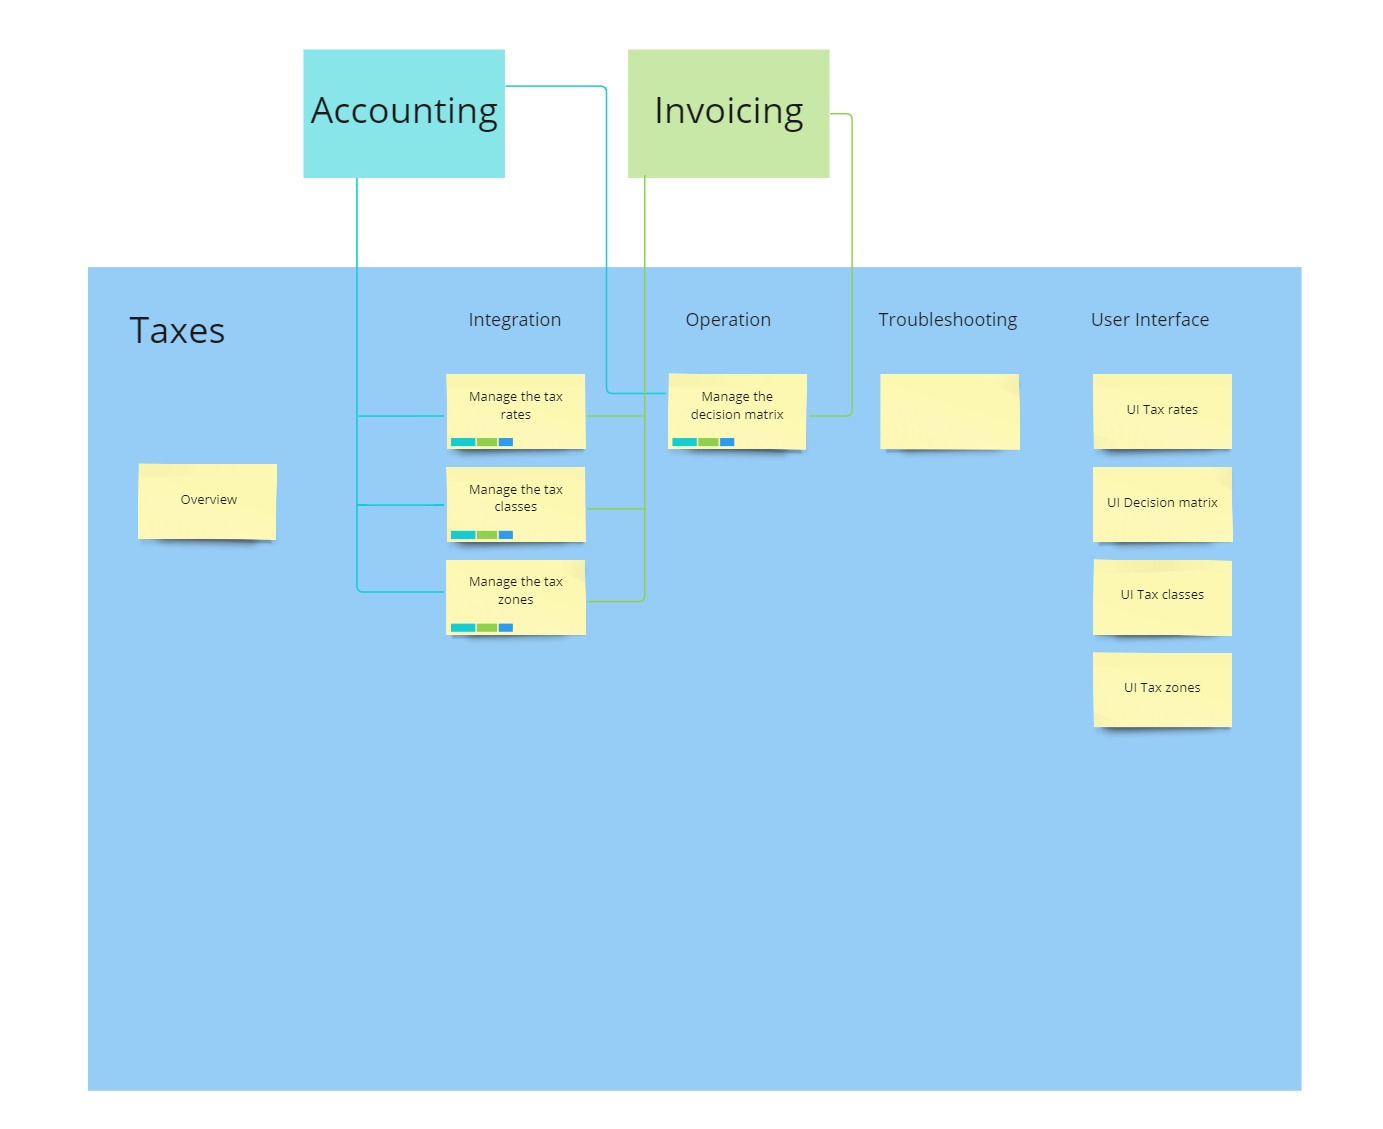 Accounting
Invoicing
Taxes
Integration
Operation
Troubleshooting
User Interface
Overview
Manage the tax
rates
Manage the tax
classes
Manage the tax
zones
Manage the
decision matrix
UI Tax rates
UI Decision matrix
UI Tax classes
UI Tax zones